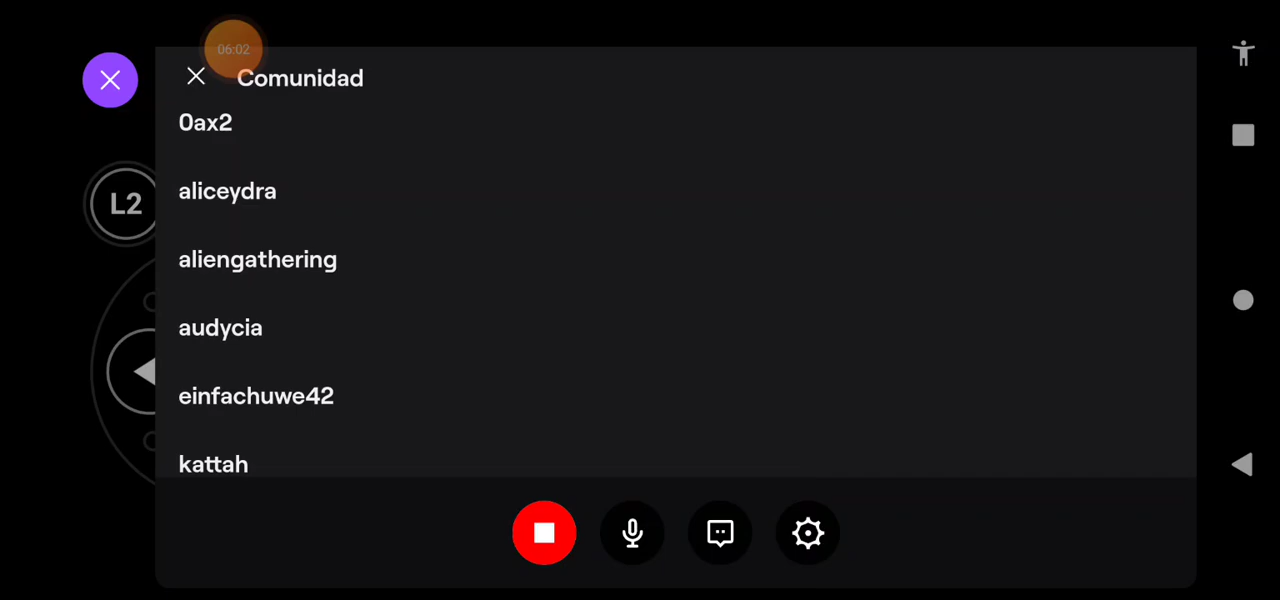 06:02
Comunidad
0ax2
aliceydra
L2
aliengathering
audycia
einfachuwe42
kattah